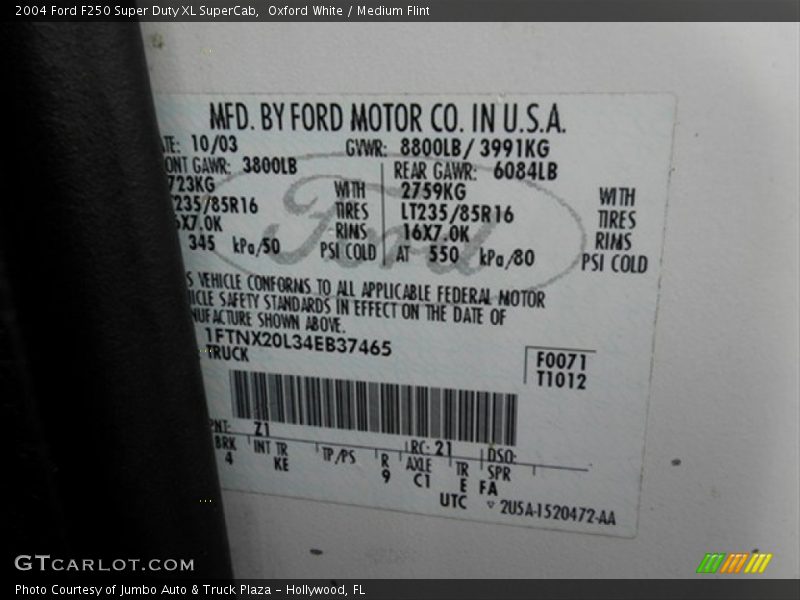 2004 Ford F250 Super Duty XL SuperCab,  Oxford White / Medium Flint
MFD. BY FORD MOTOR CO. IN U.S.A.
TE: 10/03 GVWR: 8800LB / 3991KG
ONT GAWR: 3800LB REAR GAWR: 6084LB
723KG WITH 2759KG WITH
235/85R16 TIRES LT235/85R16 TIRES
6X7.0K RIMS 16X7.0K RIMS
345 kPa/50 PSI COLD AT 550 kPa/80 PSI COLD
S VEHICLE CONFORMS TO ALL APPLICABLE FEDERAL MOTOR
ICLE SAFETY STANDARDS IN EFFECT ON THE DATE OF
NUFACTURE SHOWN ABOVE.
1FTNX20L34EB37465
TRUCK
F0071
T1012
Ford
PNT: Z1 RC: 21 DSO:
BRK INT TR TP/PS R AXLE TR SPR
4 KE 9 C1 E FA
UTC ▽ 2U5A-1520472-AA
GTCARLOT.COM
Photo Courtesy of Jumbo Auto & Truck Plaza - Hollywood, FL